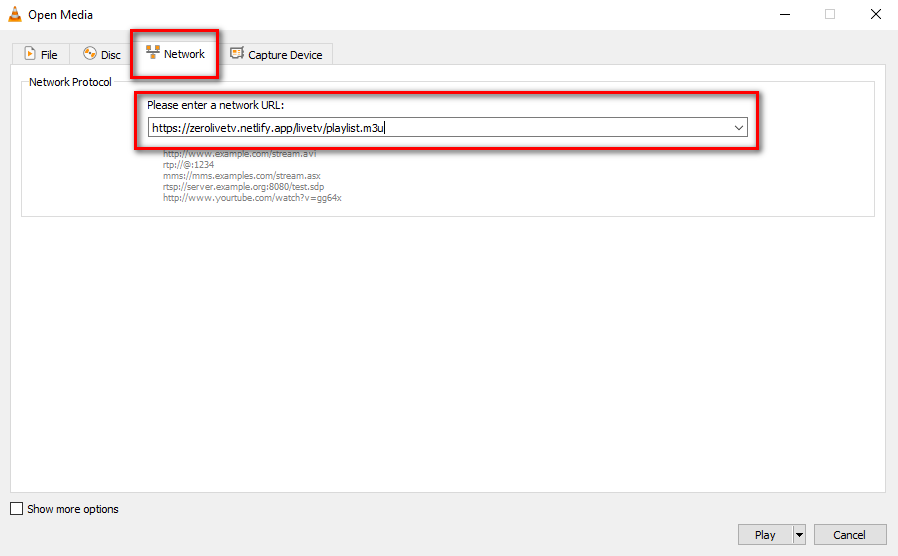 Open Media
File
Disc
Network
Capture Device
Network Protocol
Please enter a network URL:
https://zerolivetv.netlify.app/livetv/playlist.m3u
http://www.example.com/stream.avi
rtp://@:1234
mms://mms.examples.com/stream.asx
rtsp://server.example.org:8080/test.sdp
http://www.youtube.com/watch?v=gg64x
Show more options
Play
Cancel